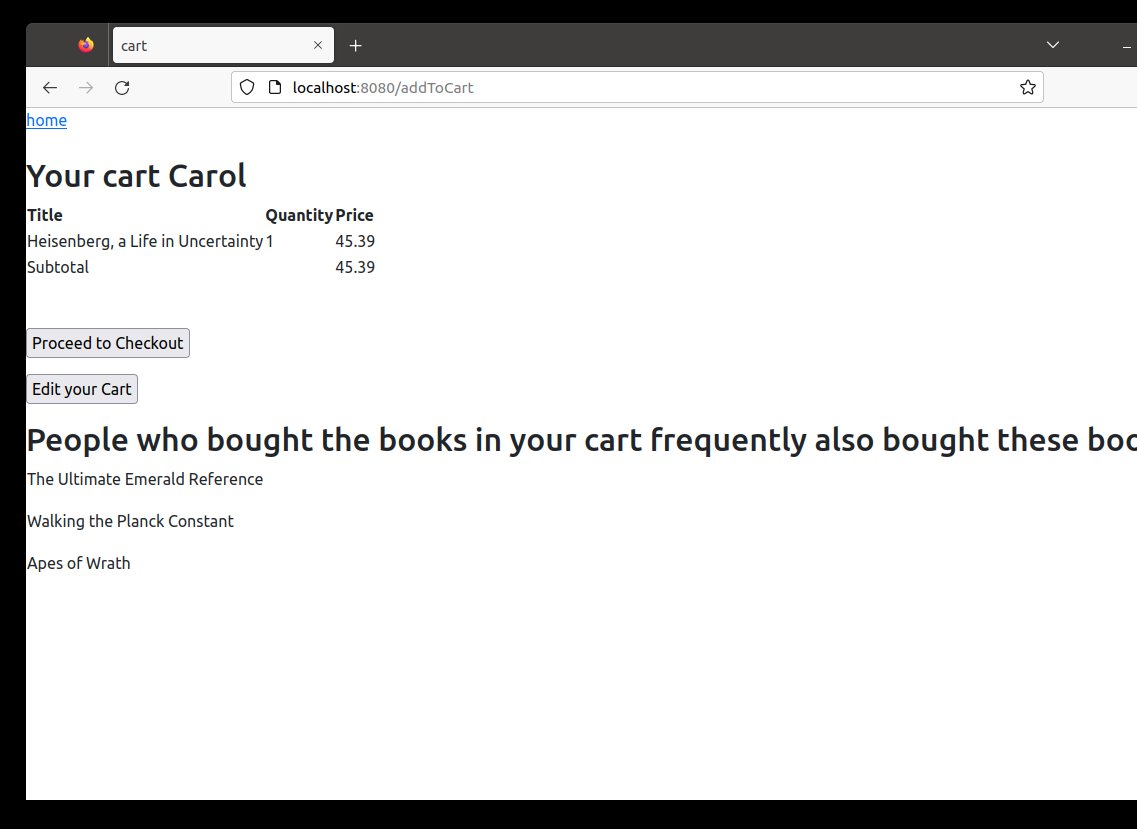 cart
localhost:8080/addToCart
home
Your cart Carol
Title Quantity Price
Heisenberg, a Life in Uncertainty 1 45.39
Subtotal 45.39
Proceed to Checkout
Edit your Cart
People who bought the books in your cart frequently also bought these
The Ultimate Emerald Reference
Walking the Planck Constant
Apes of Wrath